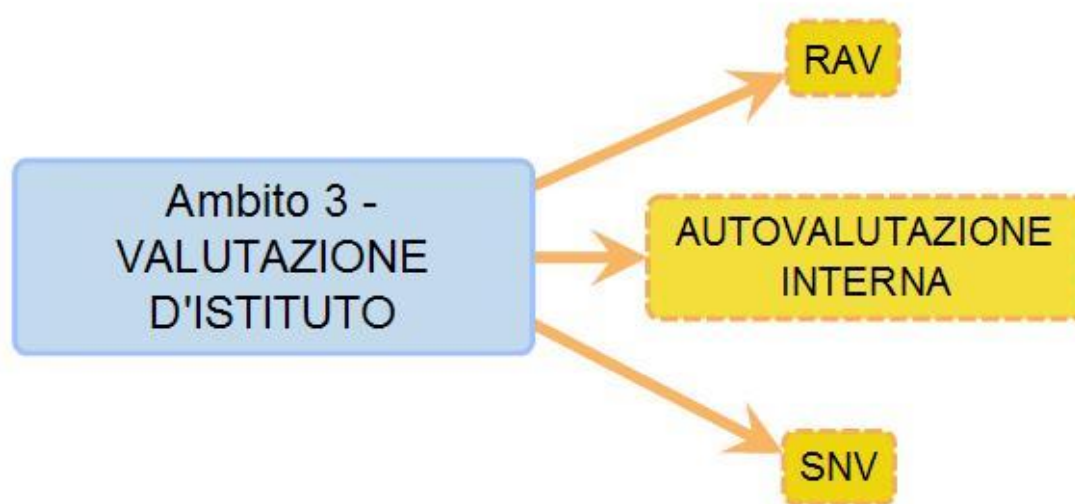 Ambito 3 -
VALUTAZIONE
D'ISTITUTO
RAV
AUTOVALUTAZIONE
INTERNA
SNV